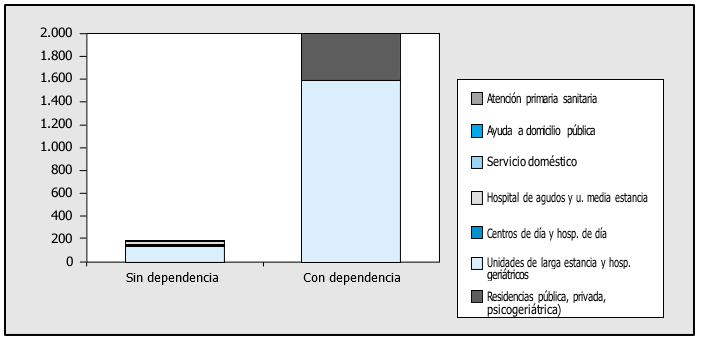 2.000
1.800
1.600
1.400
1.200
1.000
800
600
400
200
0
Sin dependencia
Con dependencia
Atención primaria sanitaria
Ayuda a domicilio pública
Servicio doméstico
Hospital de agudos y u. media estancia
Centros de día y hosp. de día
Unidades de larga estancia y hosp.
geriátricos
Residencias pública, privada,
psicogeriátrica)